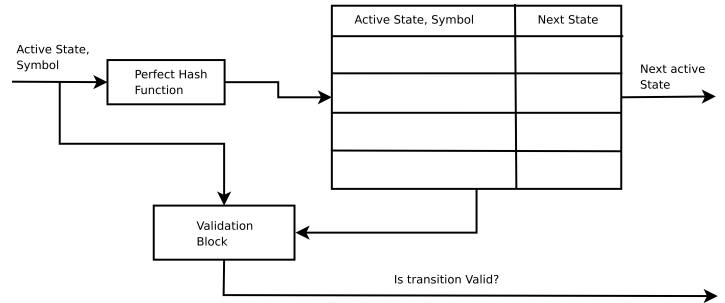 Active State, Symbol
Next State
Active State,
Symbol
Perfect Hash
Function
Next active
State
Validation
Block
Is transition Valid?